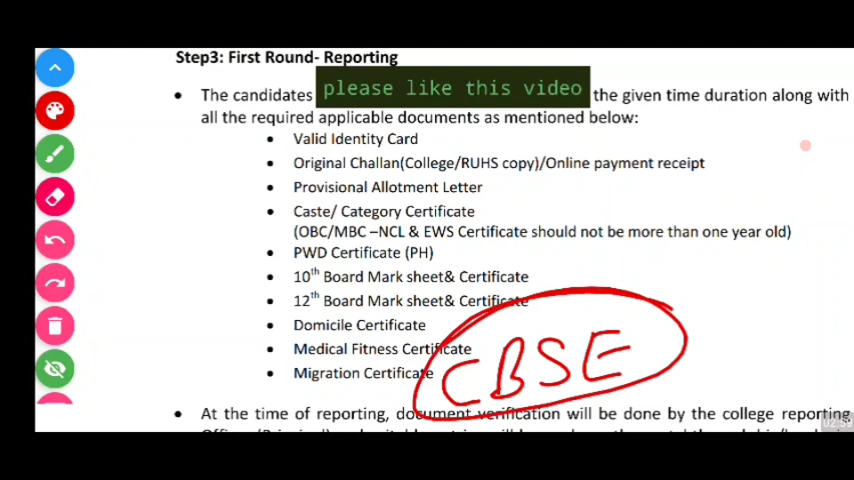 Step3: First Round- Reporting
• The candidates please like this video the given time duration along with
all the required applicable documents as mentioned below:
• Valid Identity Card
• Original Challan(College/RUHS copy)/Online payment receipt
• Provisional Allotment Letter
• Caste/ Category Certificate
(OBC/MBC –NCL & EWS Certificate should not be more than one year old)
• PWD Certificate (PH)
• 10th Board Mark sheet& Certificate
• 12th Board Mark sheet& Certificate
• Domicile Certificate
• Medical Fitness Certificate
CBSE
• Migration Certificate
• At the time of reporting, document verification will be done by the college reporting
02:59